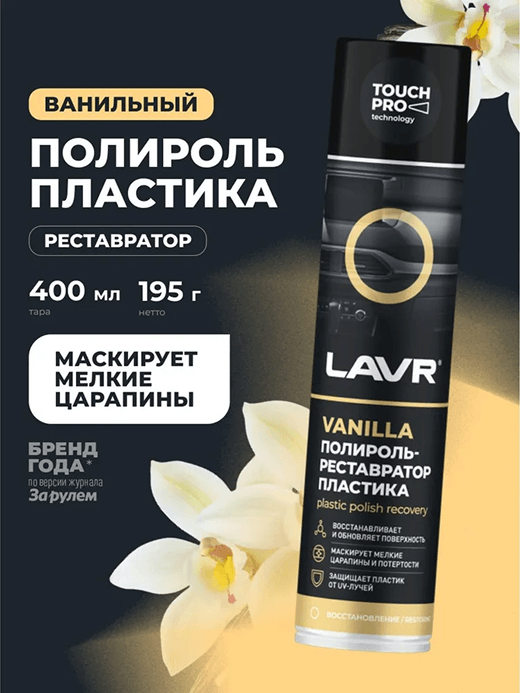 ВАНИЛЬНЫЙ
ПОЛИРОЛЬ
ПЛАСТИКА
РЕСТАВРАТОР
400 мл 195 г
тара нетто
МАСКИРУЕТ
МЕЛКИЕ
ЦАРАПИНЫ
БРЕНД
ГОДА*
по версии журнала
За рулем
TOUCH
PRO
technology
LAVR®
VANILLA
ПОЛИРОЛЬ-
РЕСТАВРАТОР
ПЛАСТИКА
plastic polish recovery
ВОССТАНАВЛИВАЕТ
И ОБНОВЛЯЕТ ПОВЕРХНОСТЬ
МАСКИРУЕТ МЕЛКИЕ
ЦАРАПИНЫ И ПОТЕРТОСТИ
ЗАЩИЩАЕТ ПЛАСТИК
ОТ UV-ЛУЧЕЙ
ВОССТАНОВЛЕНИЕ /